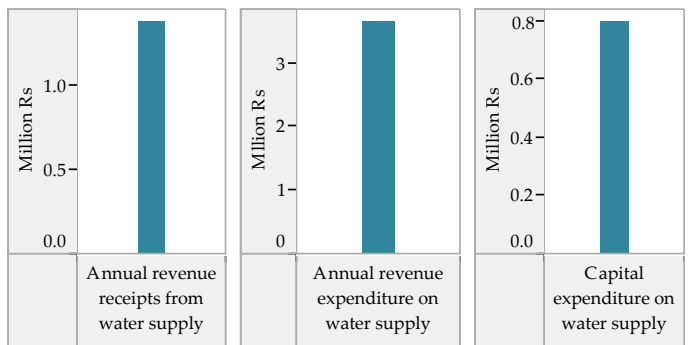 Million Rs
1.0
0.5
0.0
Annual revenue
receipts from
water supply
Mllion Rs
3
2
1
0
Annual revenue
expenditure on
water supply
Million Rs
0.8
0.6
0.4
0.2
0.0
Capital
expenditure on
water supply